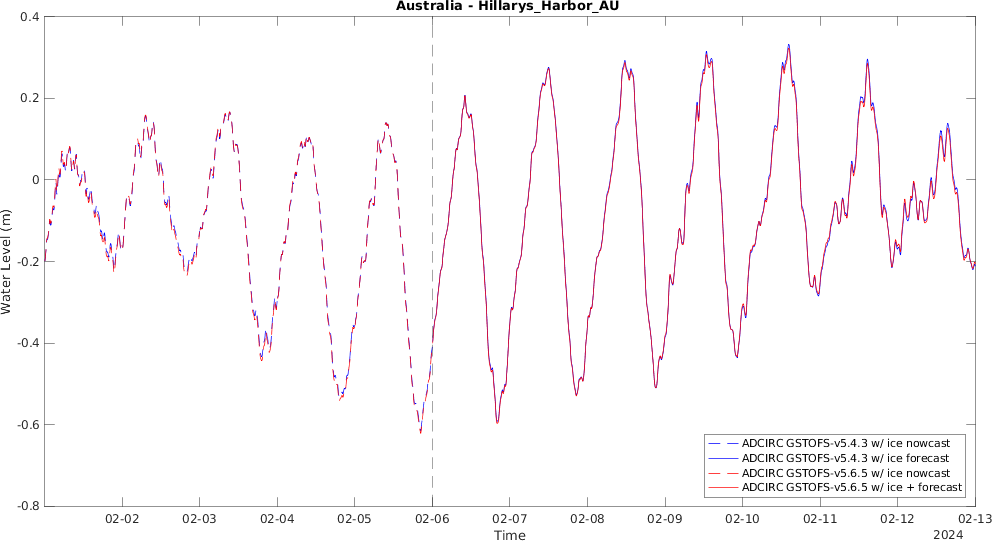 Australia - Hillarys_Harbor_AU
0.4
0.2
0
-0.2
-0.4
-0.6
-0.8
Water Level (m)
ADCIRC GSTOFS-v5.4.3 w/ ice nowcast
ADCIRC GSTOFS-v5.4.3 w/ ice forecast
ADCIRC GSTOFS-v5.6.5 w/ ice nowcast
ADCIRC GSTOFS-v5.6.5 w/ ice + forecast
02-02 02-03 02-04 02-05 02-06 02-07 02-08 02-09 02-10 02-11 02-12 02-13
Time
2024